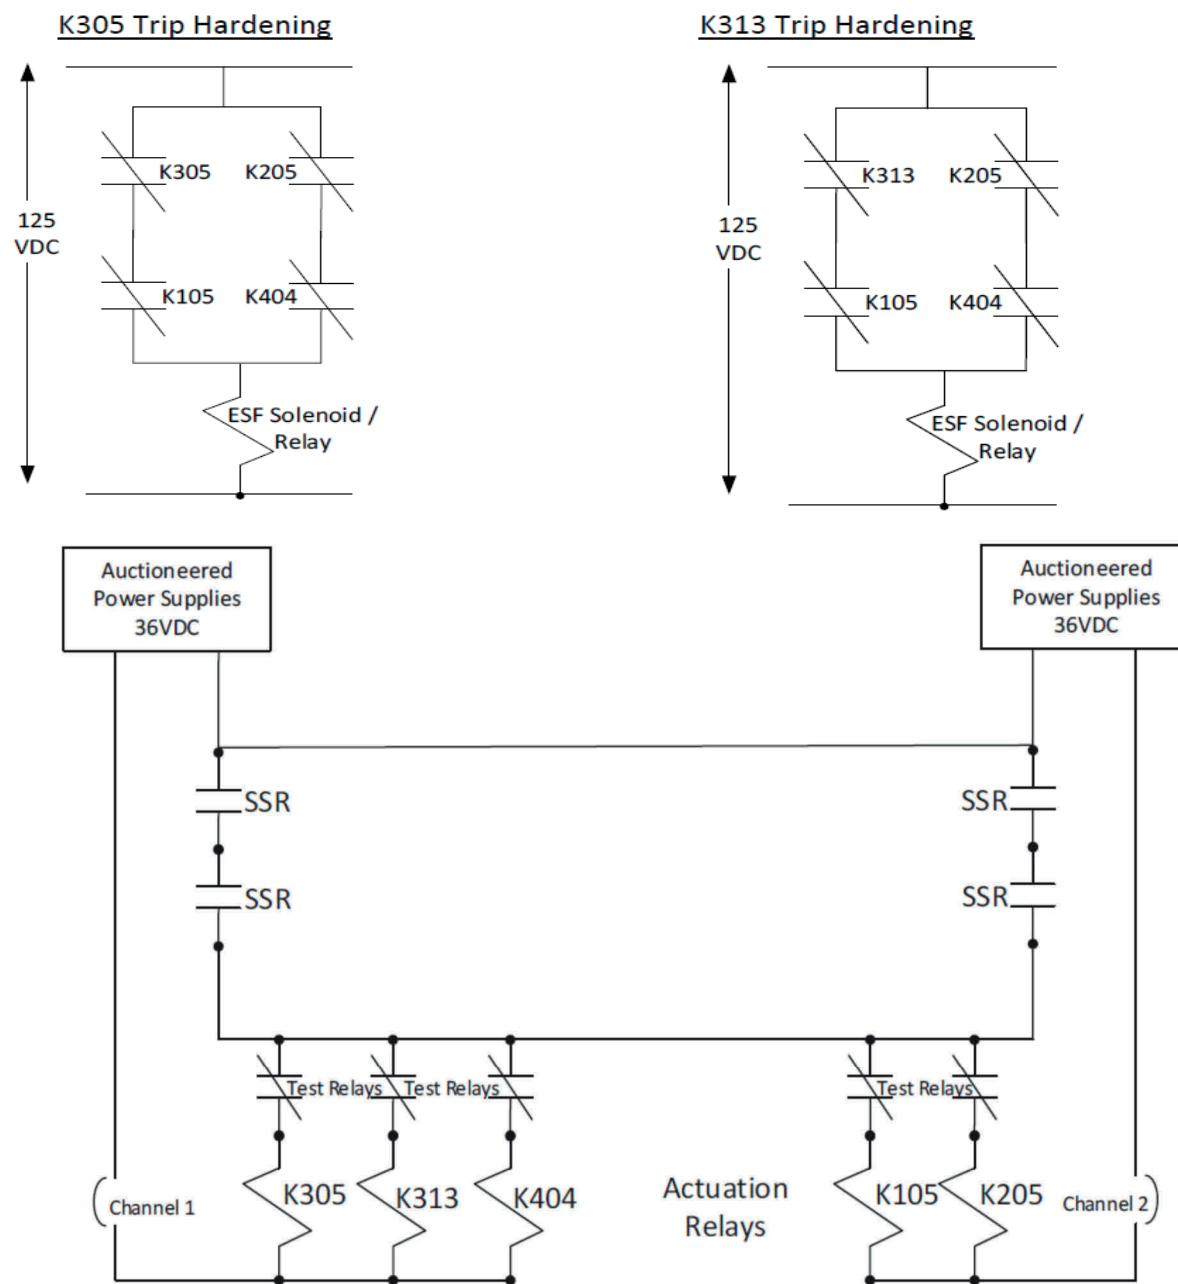 K305 Trip Hardening
K313 Trip Hardening
K305
K205
125
VDC
K105
K404
ESF Solenoid /
Relay
K313
K205
125
VDC
K105
K404
ESF Solenoid /
Relay
Auctioneered
Power Supplies
36VDC
Auctioneered
Power Supplies
36VDC
SSR
SSR
SSR
SSR
Test Relays
Test Relays
Test Relays
K305
K313
K404
Actuation
Relays
K105
K205
Channel 1
Channel 2